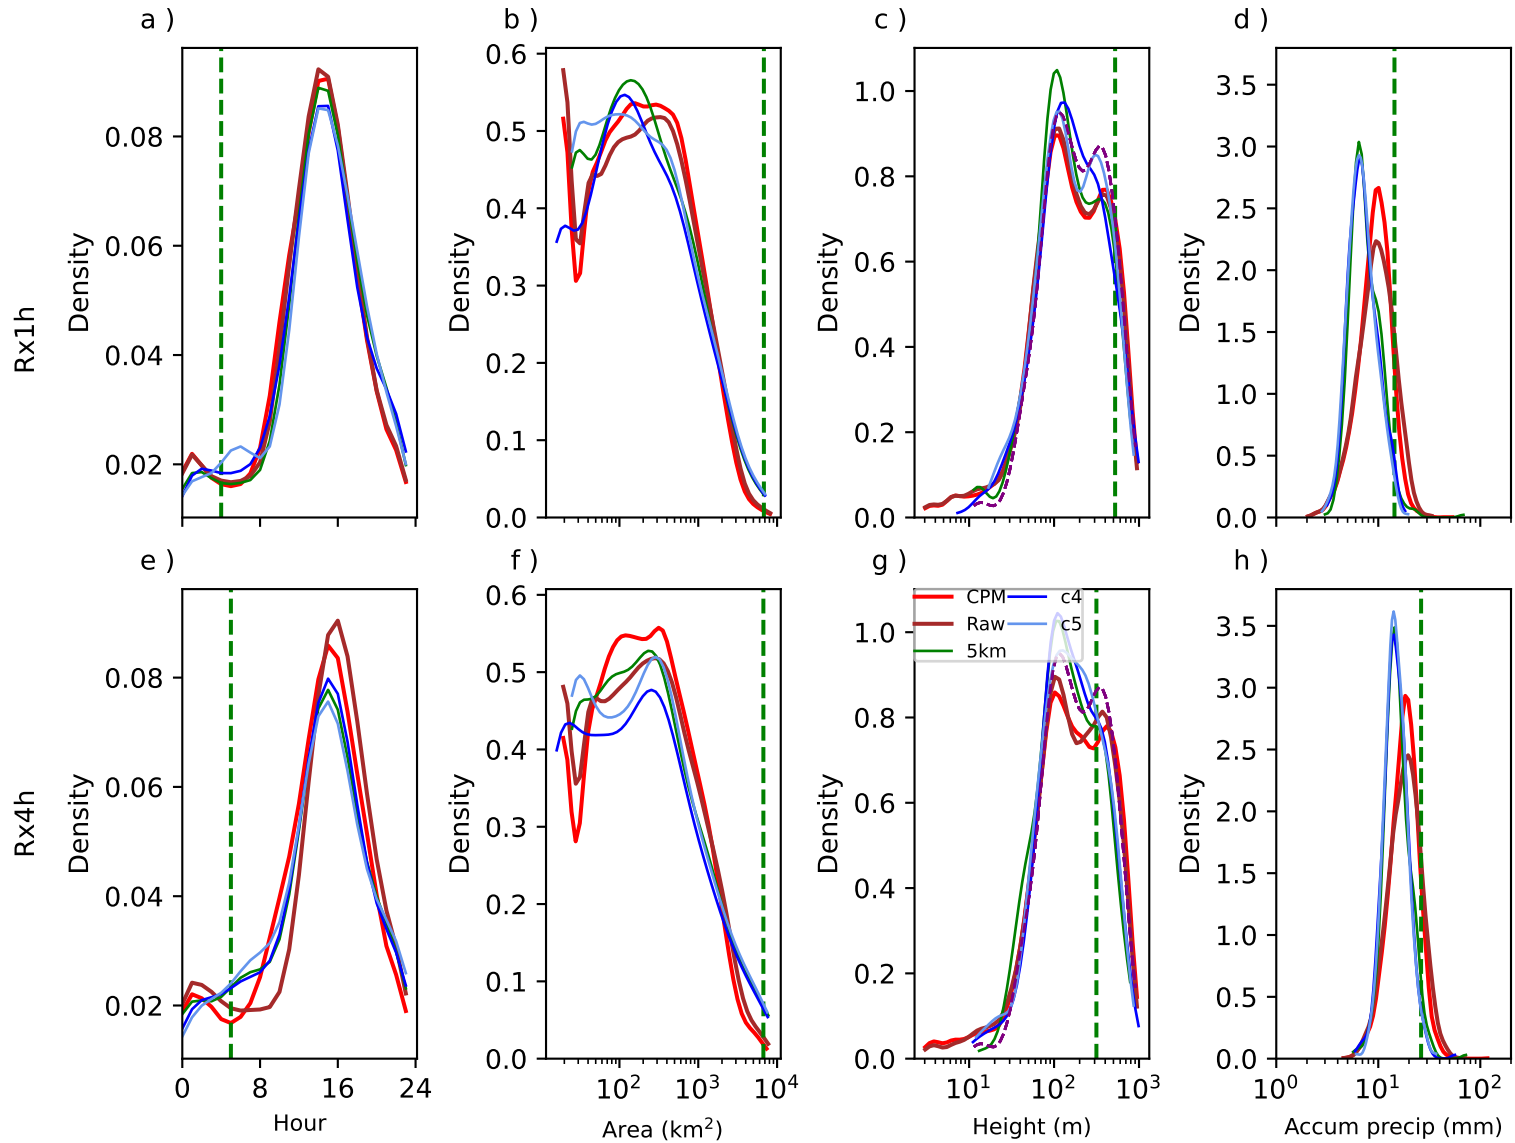 a )
b )
c )
d )
Rx1h
Density
0.02
0.04
0.06
0.08
Density
0.0
0.1
0.2
0.3
0.4
0.5
0.6
Density
0.0
0.2
0.4
0.6
0.8
1.0
Density
0.0
0.5
1.0
1.5
2.0
2.5
3.0
3.5
e )
f )
g )
h )
Rx4h
Density
0.02
0.04
0.06
0.08
0
8
16
24
Hour
Density
0.0
0.1
0.2
0.3
0.4
0.5
0.6
10²
10³
10⁴
Area (km²)
Density
0.0
0.2
0.4
0.6
0.8
1.0
CPM
Raw
5km
c4
c5
10¹
10²
10³
Height (m)
Density
0.0
0.5
1.0
1.5
2.0
2.5
3.0
3.5
10⁰
10¹
10²
Accum precip (mm)